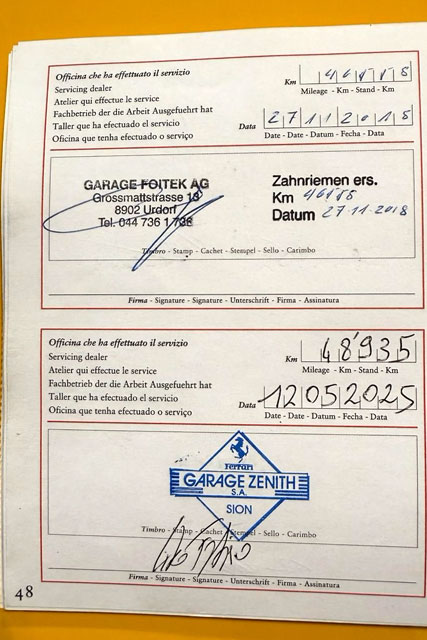 Officina che ha effettuato il servizio
Servicing dealer
Atelier qui effectue le service
Fachbetrieb der die Arbeit Ausgefuehrt hat
Taller que ha efectuado el servicio
Oficina que tenha efectuado o serviço
Km
Mileage - Km - Stand - Km
Data 27112018
Date - Date - Datum - Fecha - Data
GARAGE FOITEK AG
Grossmattstrasse 13
8902 Urdorf
Tel. 044 736 1 736
Zahnriemen ers.
Km
Datum 27.11.2018
Timbro - Stamp - Cachet - Stempel - Sello - Carimbo
Firma - Signature - Signature - Unterschrift - Firma - Assinatura
Officina che ha effettuato il servizio
Servicing dealer
Atelier qui effectue le service
Fachbetrieb der die Arbeit Ausgefuehrt hat
Taller que ha efectuado el servicio
Oficina que tenha efectuado o serviço
Km 48'935
Mileage - Km - Stand - Km
Data 12052025
Date - Date - Datum - Fecha - Data
Ferrari
GARAGE ZENITH
S.A.
SION
Timbro - Stamp - Cachet - Stempel - Sello - Carimbo
Firma - Signature - Signature - Unterschrift - Firma - Assinatura
48